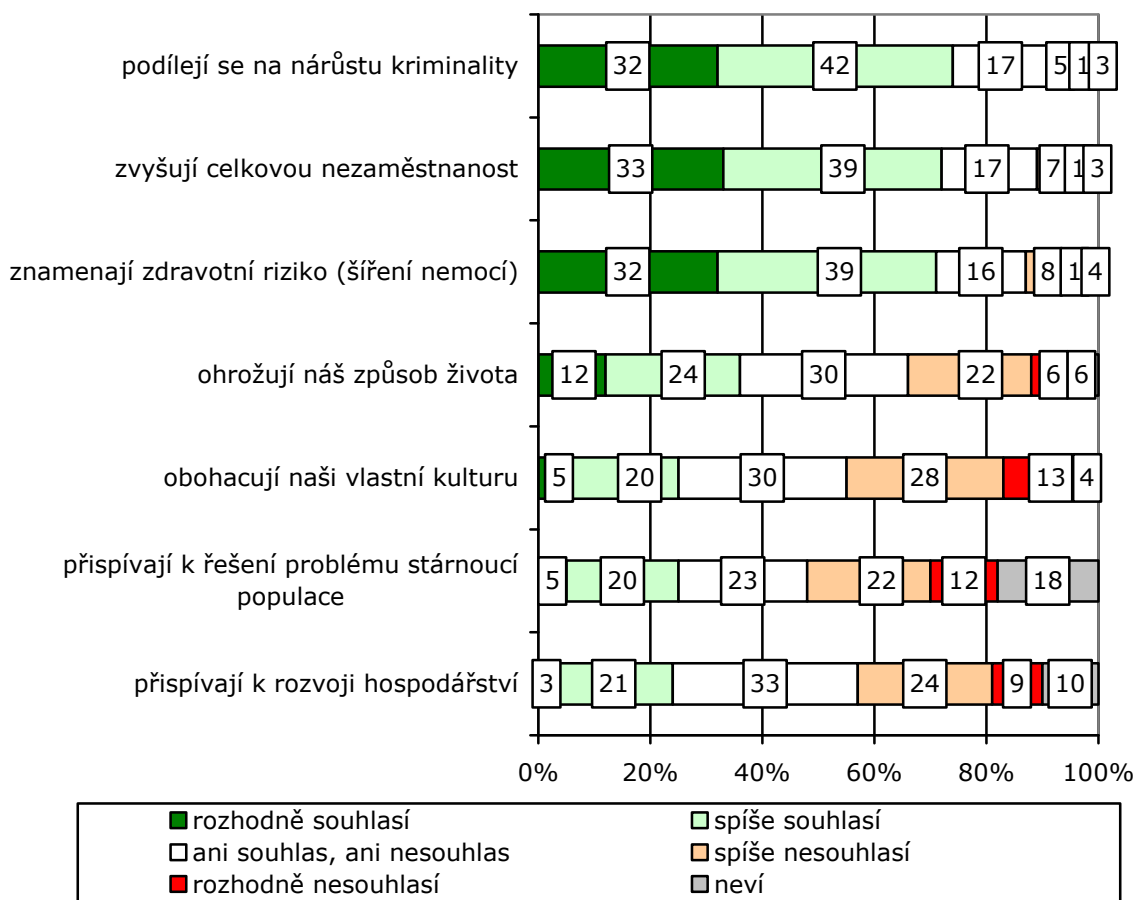 podílejí se na nárůstu kriminality
32 42 17 5 1 3
zvyšují celkovou nezaměstnanost
33 39 17 7 1 3
znamenají zdravotní riziko (šíření nemocí)
32 39 16 8 1 4
ohrožují náš způsob života
12 24 30 22 6 6
obohacují naši vlastní kulturu
5 20 30 28 13 4
přispívají k řešení problému stárnoucí
populace
5 20 23 22 12 18
přispívají k rozvoji hospodářství
3 21 33 24 9 10
0% 20% 40% 60% 80% 100%
rozhodně souhlasí spíše souhlasí
ani souhlas, ani nesouhlas spíše nesouhlasí
rozhodně nesouhlasí neví